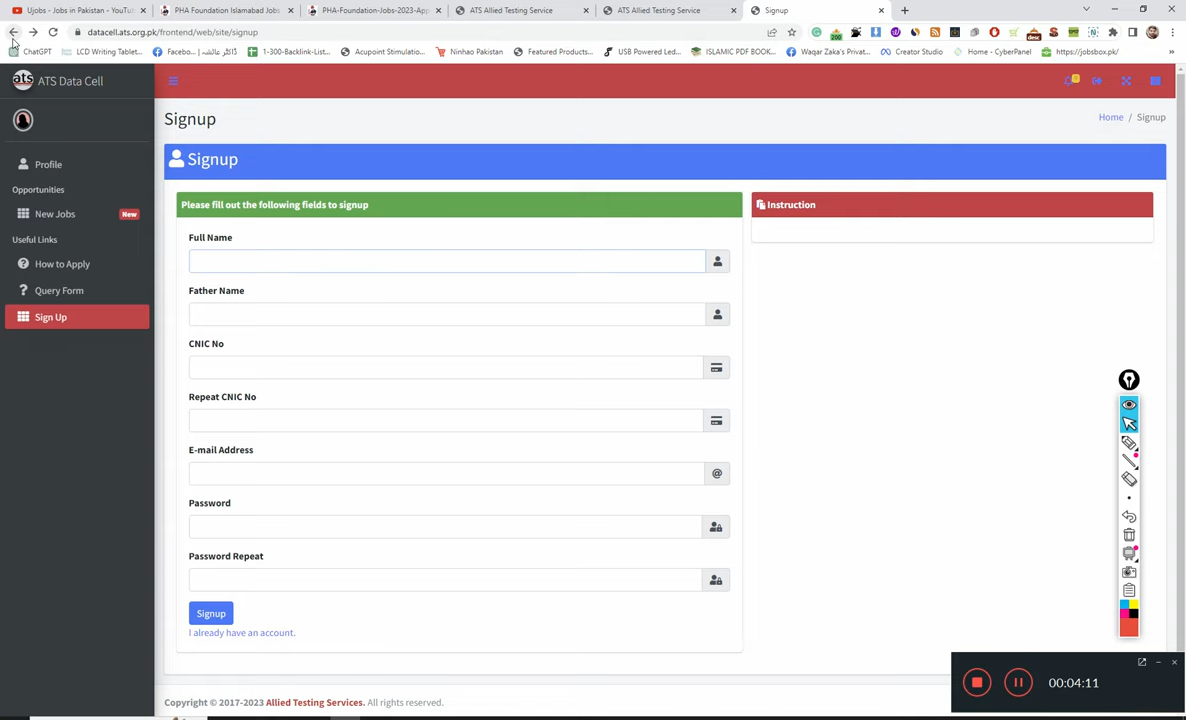 Ujobs - Jobs in Pakistan - YouTu
PHA Foundation Islamabad Jobs
PHA-Foundation-Jobs-2023-App
ATS Allied Testing Service
ATS Allied Testing Service
Signup
datacell.ats.org.pk/frontend/web/site/signup
ChatGPT
LCD Writing Tablet...
Facebo...
1-300-Backlink-List...
Acupoint Stimulatio...
Ninhao Pakistan
Featured Products...
USB Powered Led...
ISLAMIC PDF BOOK...
Waqar Zaka's Privat...
Creator Studio
Home - CyberPanel
https://jobsbox.pk/
ATS Data Cell
Profile
Opportunities
New Jobs
New
Useful Links
How to Apply
Query Form
Sign Up
Signup
Home / Signup
Signup
Please fill out the following fields to signup
Instruction
Full Name
Father Name
CNIC No
Repeat CNIC No
E-mail Address
Password
Password Repeat
Signup
I already have an account.
Copyright © 2017-2023 Allied Testing Services. All rights reserved.
00:04:11